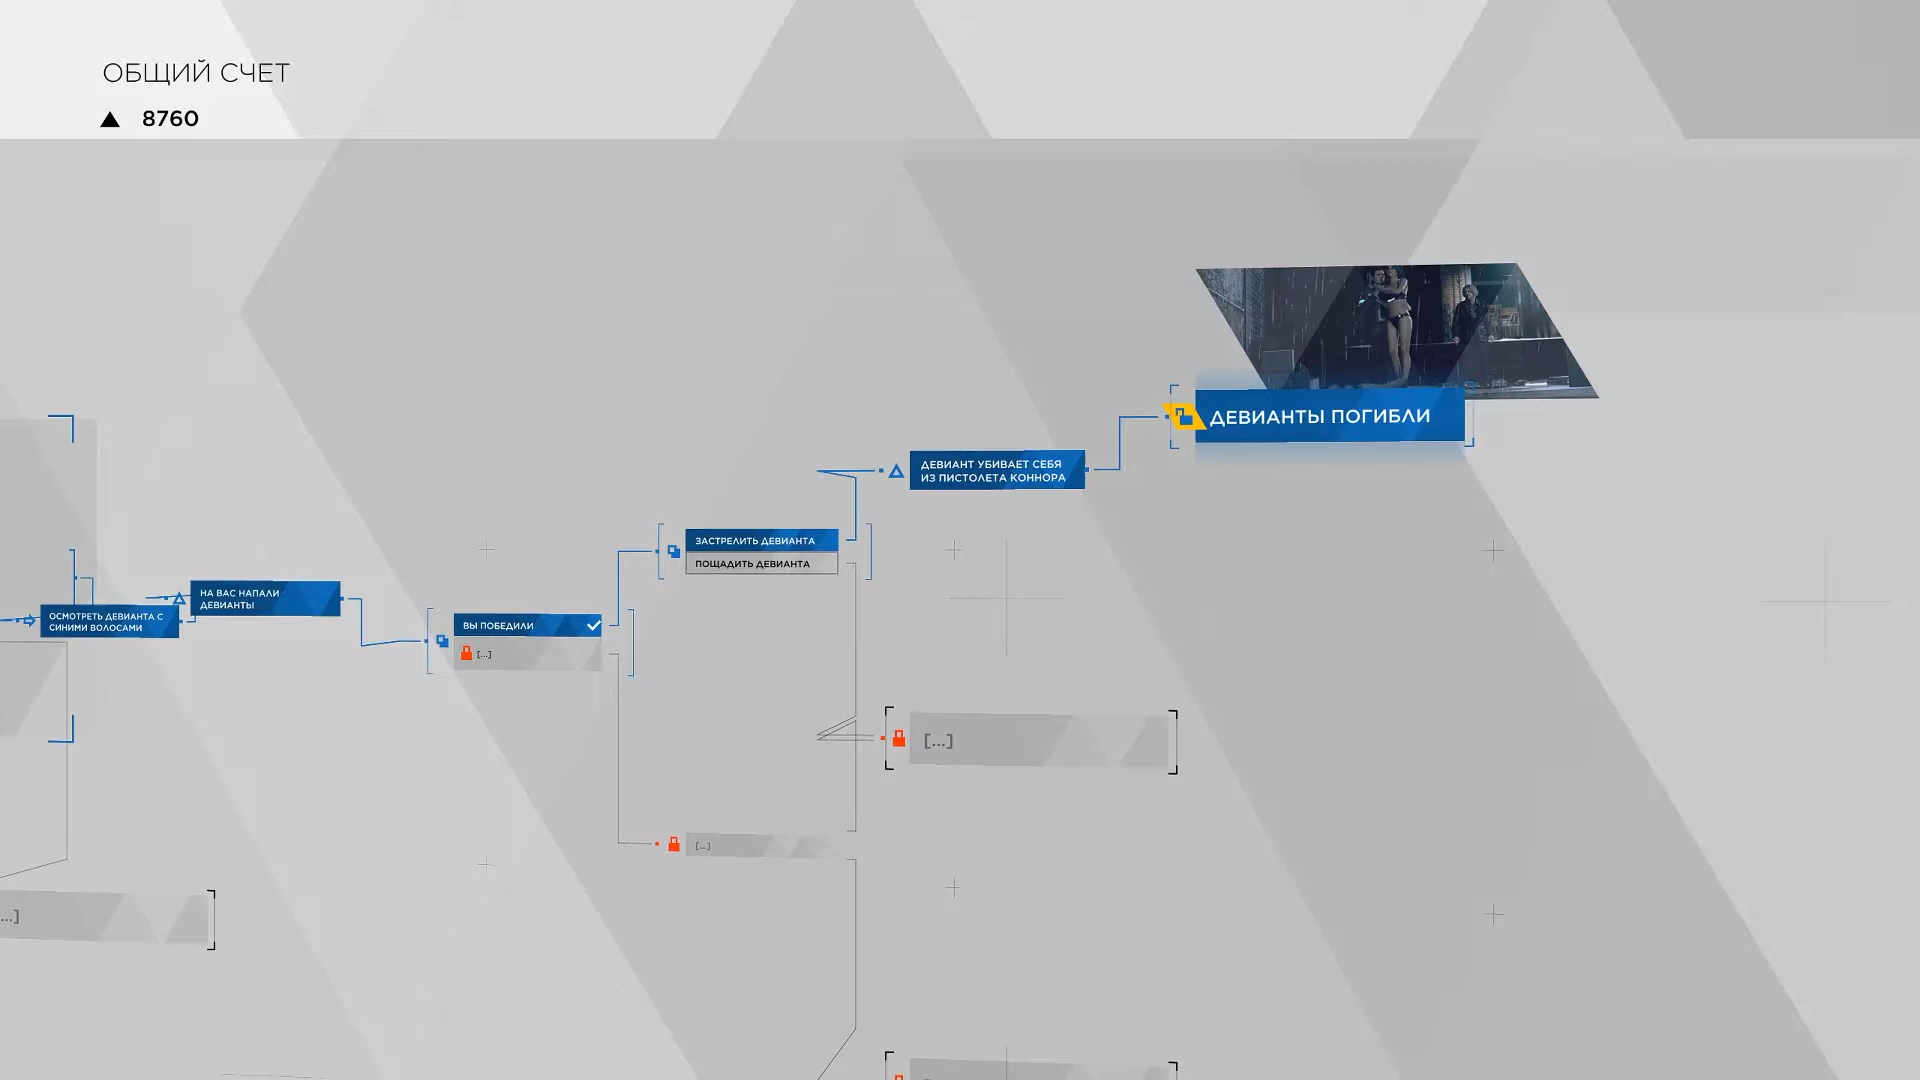 ОБЩИЙ СЧЕТ
8760
ДЕВИАНТЫ ПОГИБЛИ
ДЕВИАНТ УБИВАЕТ СЕБЯ
ИЗ ПИСТОЛЕТА КОННОРА
ЗАСТРЕЛИТЬ ДЕВИАНТА
ПОЩАДИТЬ ДЕВИАНТА
НА ВАС НАПАЛИ
ДЕВИАНТЫ
ОСМОТРЕТЬ ДЕВИАНТА С
СИНИМИ ВОЛОСАМИ
ВЫ ПОБЕДИЛИ
[...]
[...]
[...]
...]